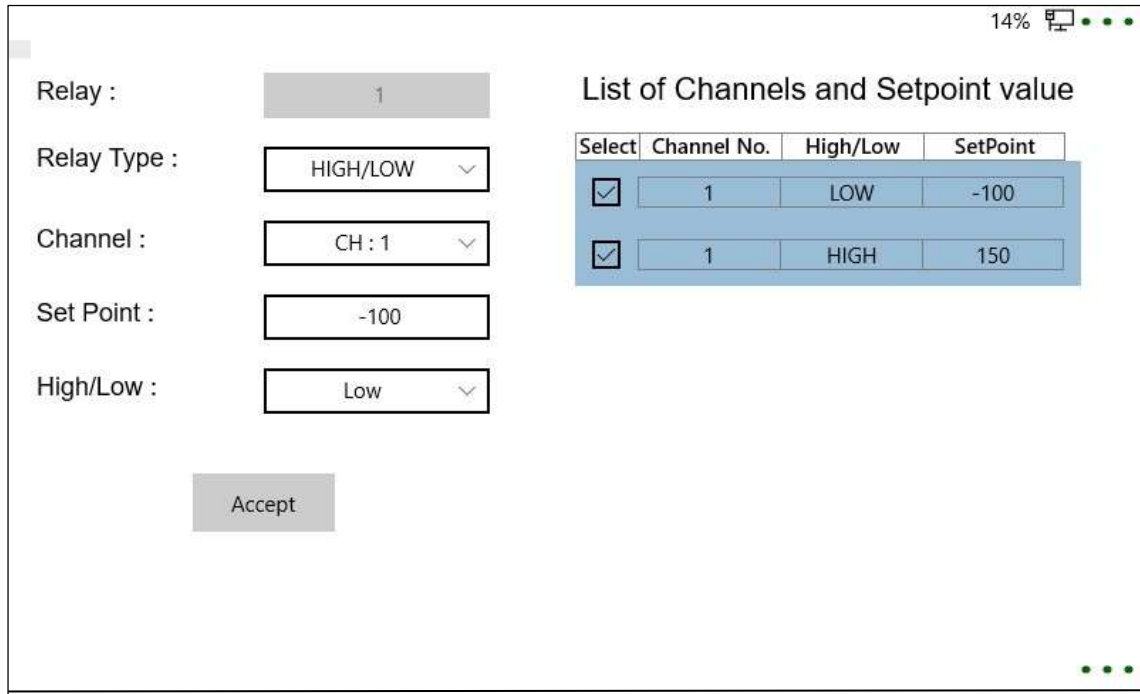 14%
Relay :
1
Relay Type :
HIGH/LOW
Channel :
CH : 1
Set Point :
-100
High/Low :
Low
Accept
List of Channels and Setpoint value
Select Channel No. High/Low SetPoint
1 LOW -100
1 HIGH 150